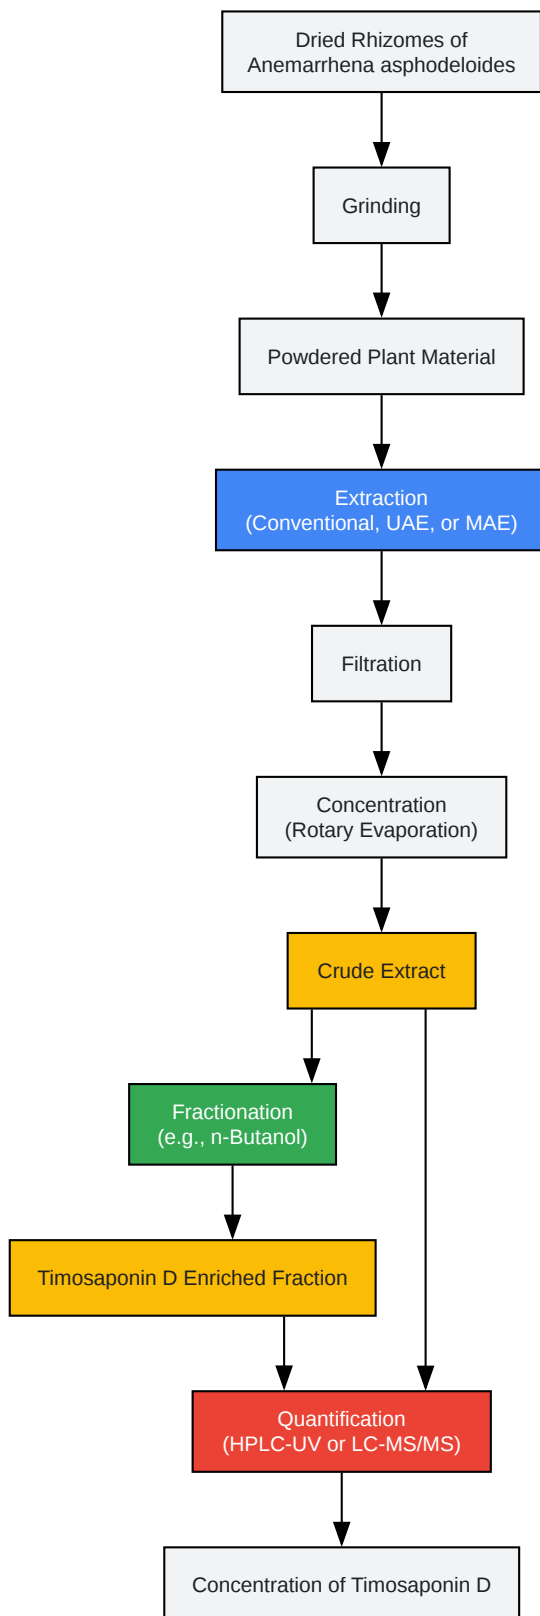 Dried Rhizomes of
Anemarrhena asphodeloides
Grinding
Powdered Plant Material
Extraction
(Conventional, UAE, or MAE)
Filtration
Concentration
(Rotary Evaporation)
Crude Extract
Fractionation
(e.g., n-Butanol)
Timosaponin D Enriched Fraction
Quantification
(HPLC-UV or LC-MS/MS)
Concentration of Timosaponin D